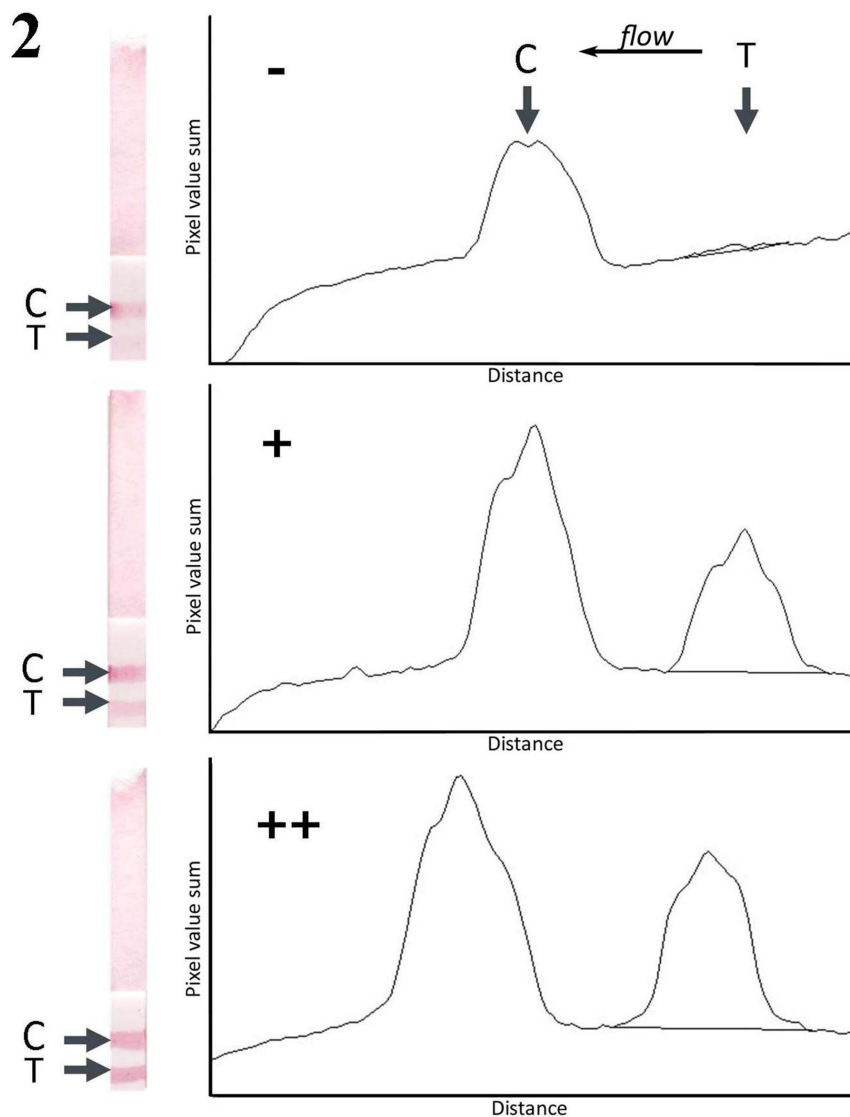 2
-
C
flow
T
Pixel value sum
C
T
Distance
+
Pixel value sum
C
T
Distance
++
Pixel value sum
C
T
Distance